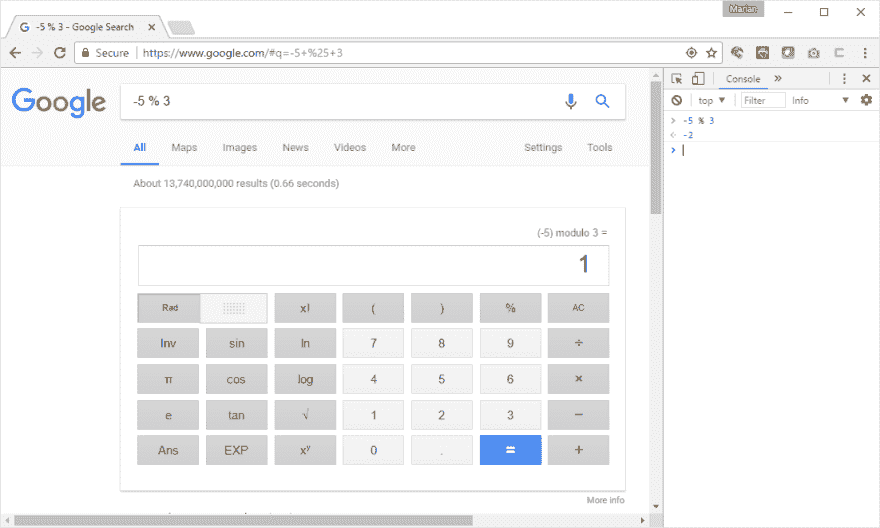 Marian
-5 % 3 - Google Search
Secure https://www.google.com/#q=-5+%25+3
Google
-5 % 3
All Maps Images News Videos More Settings Tools
About 13,740,000,000 results (0.66 seconds)
(-5) modulo 3 =
1
Rad x! ( ) % AC
Inv sin ln 7 8 9 ÷
π cos log 4 5 6 ×
e tan √ 1 2 3 −
Ans EXP xʸ 0 . = +
More info
Console »
top Filter Info
> -5 % 3
< -2
>